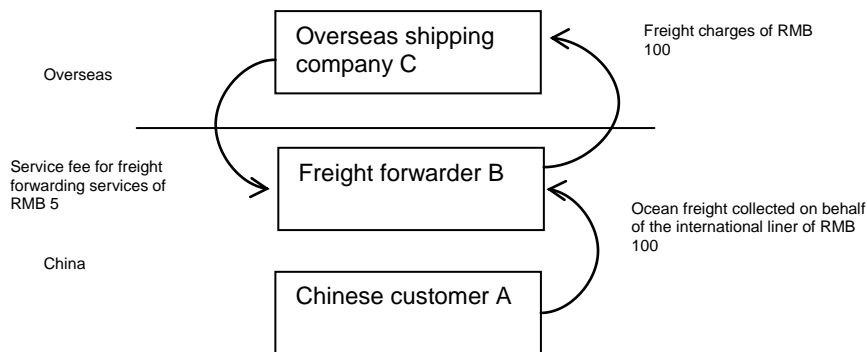 Overseas shipping
company C
Freight charges of RMB
100
Overseas
Service fee for freight
forwarding services of
RMB 5
Freight forwarder B
Ocean freight collected on behalf
of the international liner of RMB
100
China
Chinese customer A